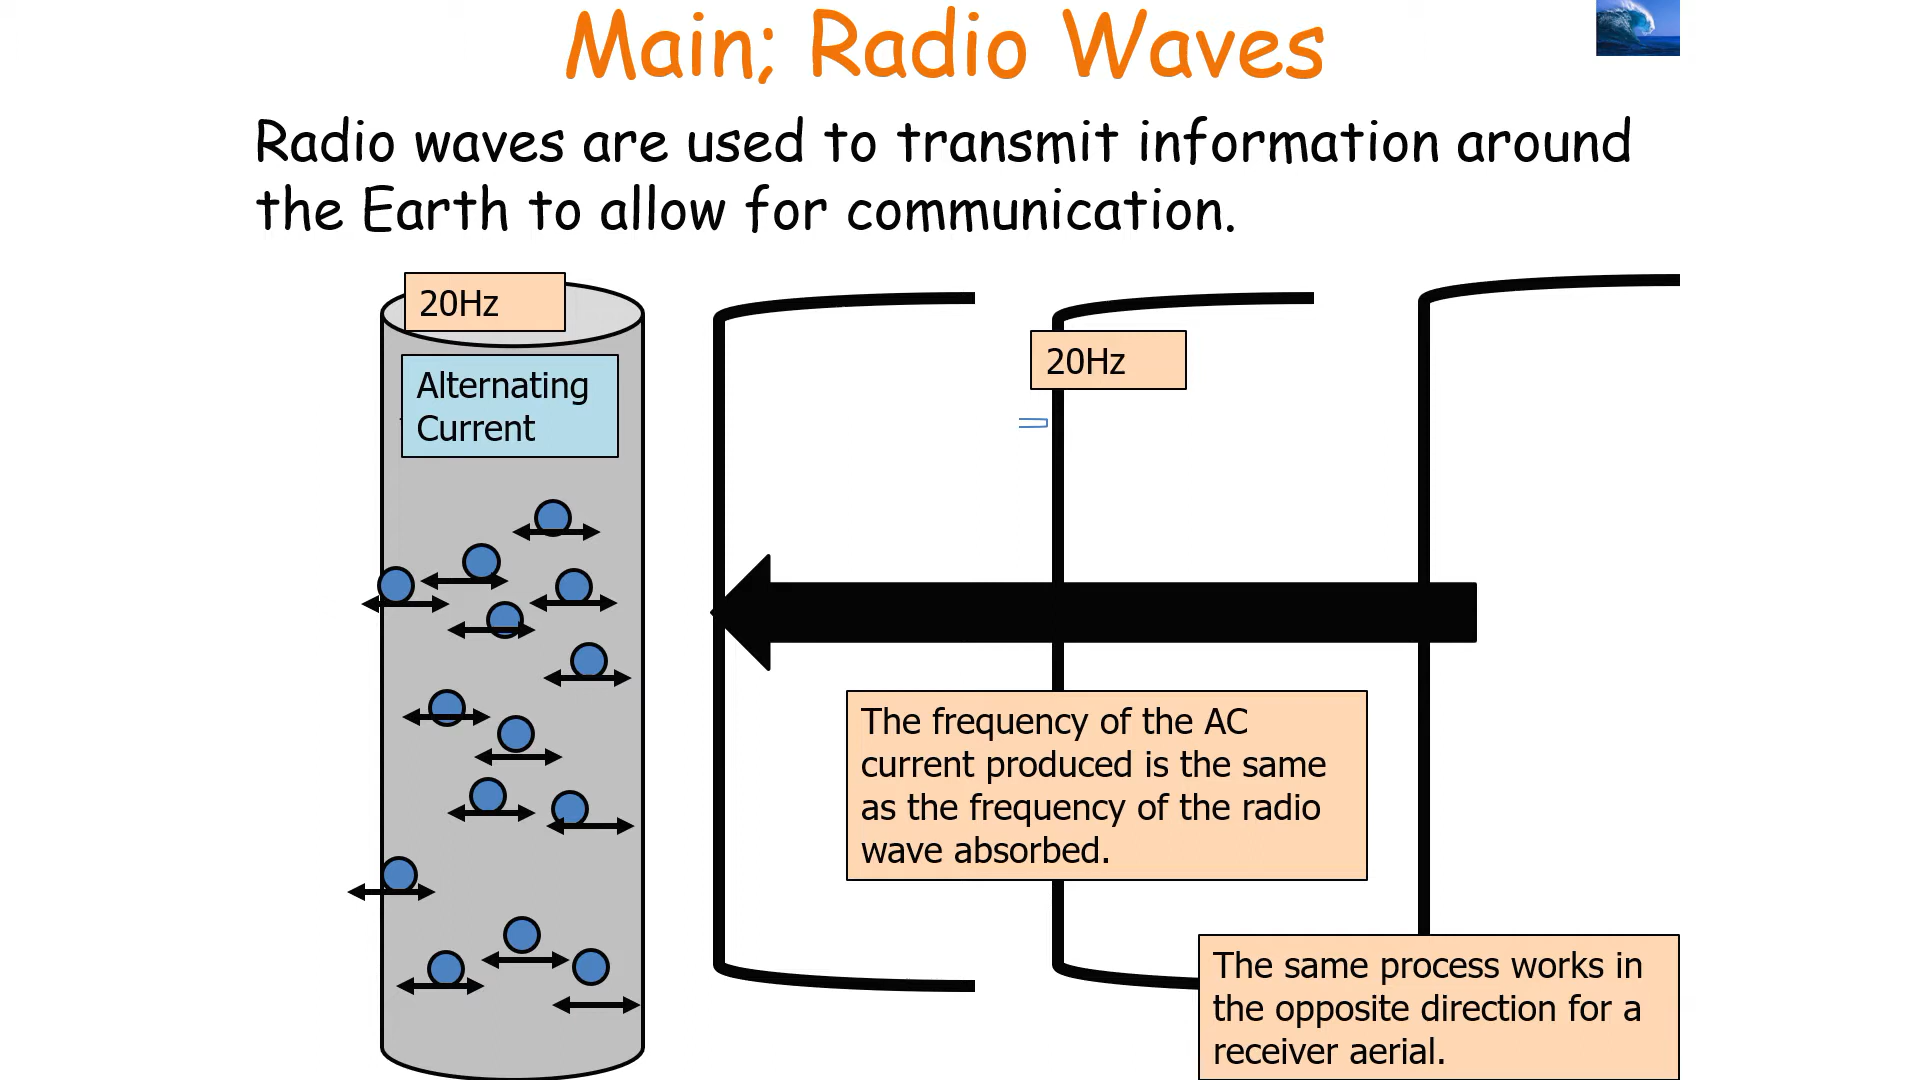 Main; Radio Waves
Radio waves are used to transmit information around
the Earth to allow for communication.
20Hz
Alternating
Current
20Hz
The frequency of the AC
current produced is the same
as the frequency of the radio
wave absorbed.
The same process works in
the opposite direction for a
receiver aerial.